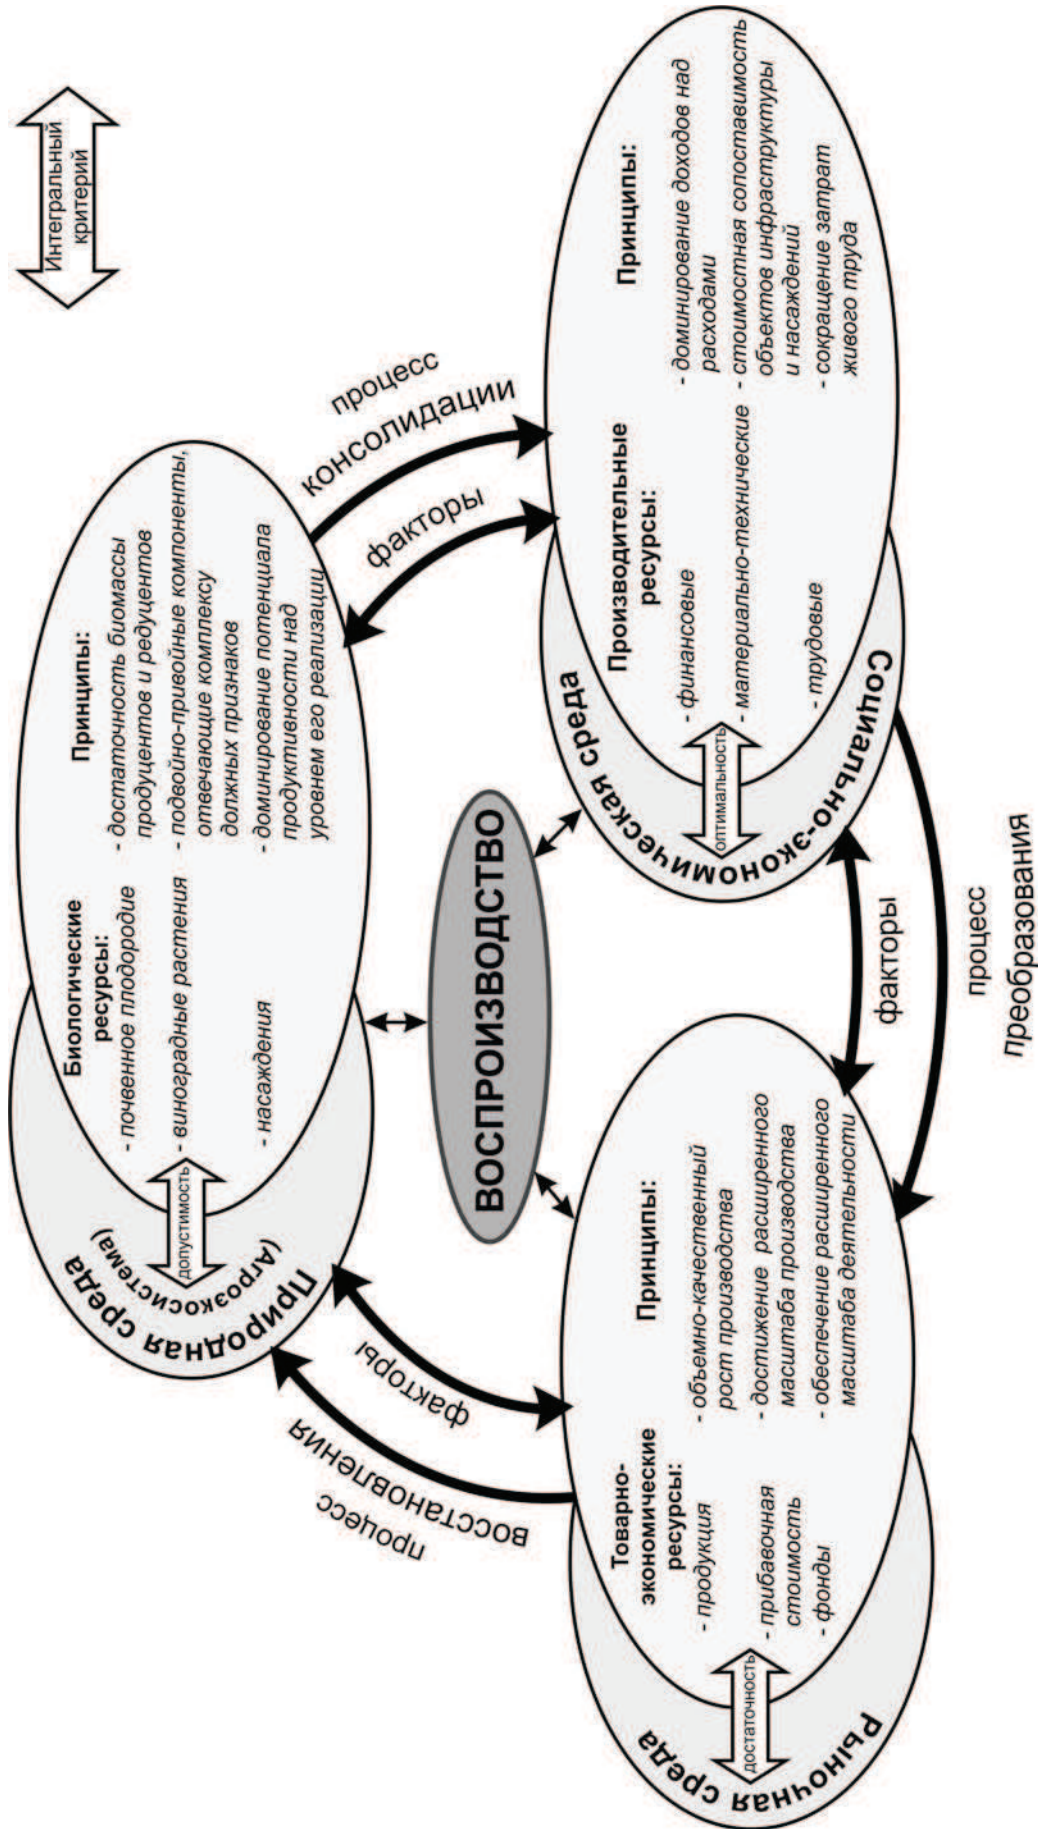 Интегральный
критерий
Природная среда
(Агроэкосистема)
допустимость
Биологические
ресурсы:
- почвенное плодородие
- виноградные растения
- насаждения
Принципы:
- достаточность биомассы
продуцентов и редуцентов
- подвойно-привойные компоненты,
отвечающие комплексу
должных признаков
- доминирование потенциала
продуктивности над
уровнем его реализации
процесс
восстановления
факторы
ВОСПРОИЗВОДСТВО
факторы
процесс
консолидации
Рыночная среда
достаточность
Товарно-
экономические
ресурсы:
- продукция
- прибавочная
стоимость
- фонды
Принципы:
- объемно-качественный
рост производства
- достижение расширенного
масштаба производства
- обеспечение расширенного
масштаба деятельности
факторы
процесс
преобразования
Социально-экономическая среда
оптимальность
Производительные
ресурсы:
- финансовые
- материально-технические
- трудовые
Принципы:
- доминирование доходов над
расходами
- стоимостная сопоставимость
объектов инфраструктуры
и насаждений
- сокращение затрат
живого труда